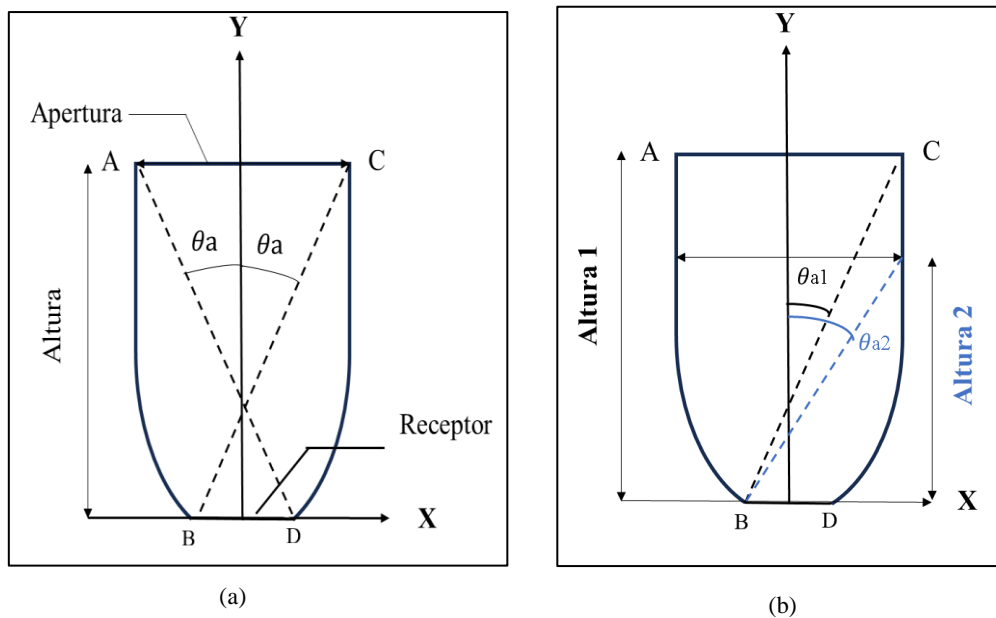 Y
Apertura
A
C
θa
θa
Altura
Receptor
X
B
D
(a)
Y
A
C
Altura 1
θa1
θa2
Altura 2
X
B
D
(b)